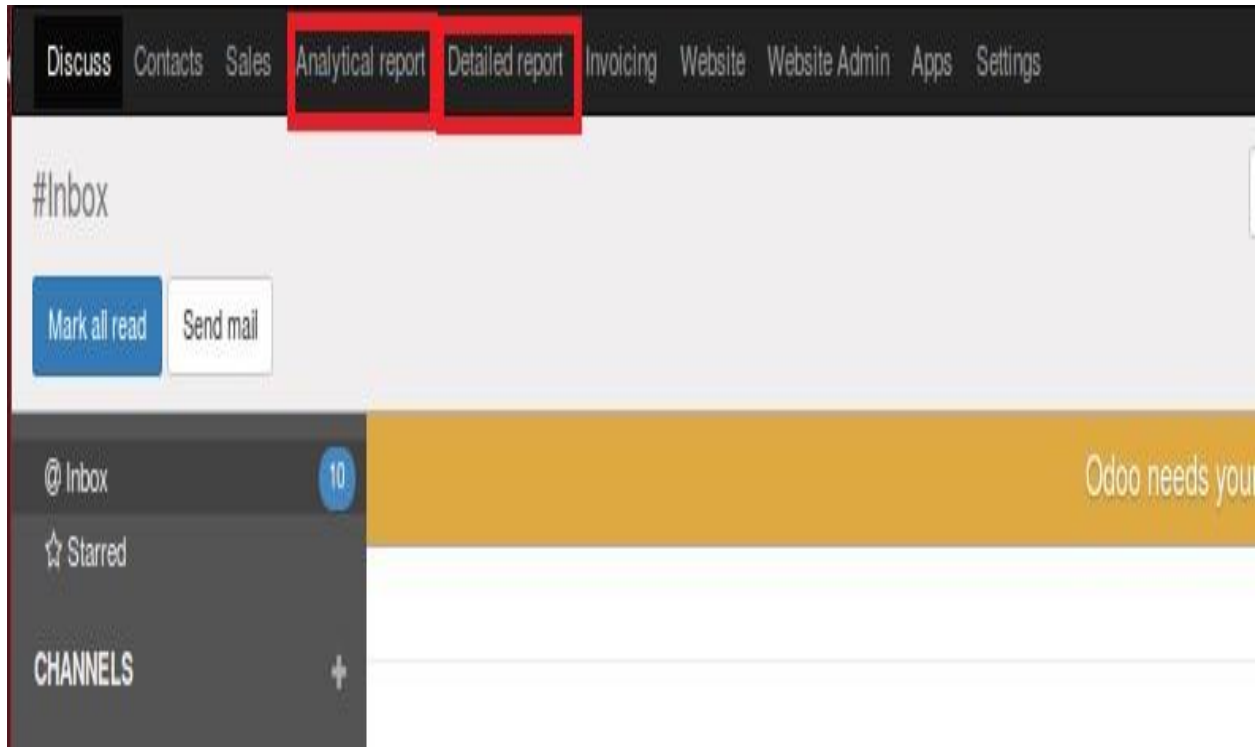 Discuss Contacts Sales Analytical report Detailed report Invoicing Website Website Admin Apps Settings
#Inbox
Mark all read Send mail
@ Inbox 10
Odoo needs your
Starred
CHANNELS +